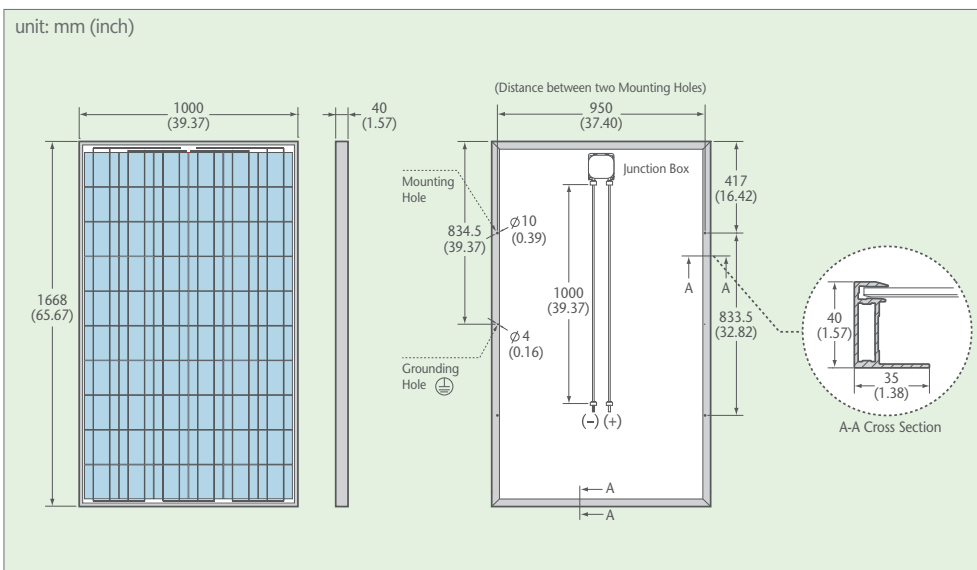 unit: mm (inch)
(Distance between two Mounting Holes)
1000
(39.37)
40
(1.57)
950
(37.40)
Junction Box
Mounting
Hole
417
(16.42)
834.5
(39.37)
Ø 10
(0.39)
A A
1668
(65.67)
1000
(39.37)
833.5
(32.82)
40
(1.57)
Ø 4
(0.16)
Grounding
Hole
35
(1.38)
(-) (+)
A-A Cross Section
A
A